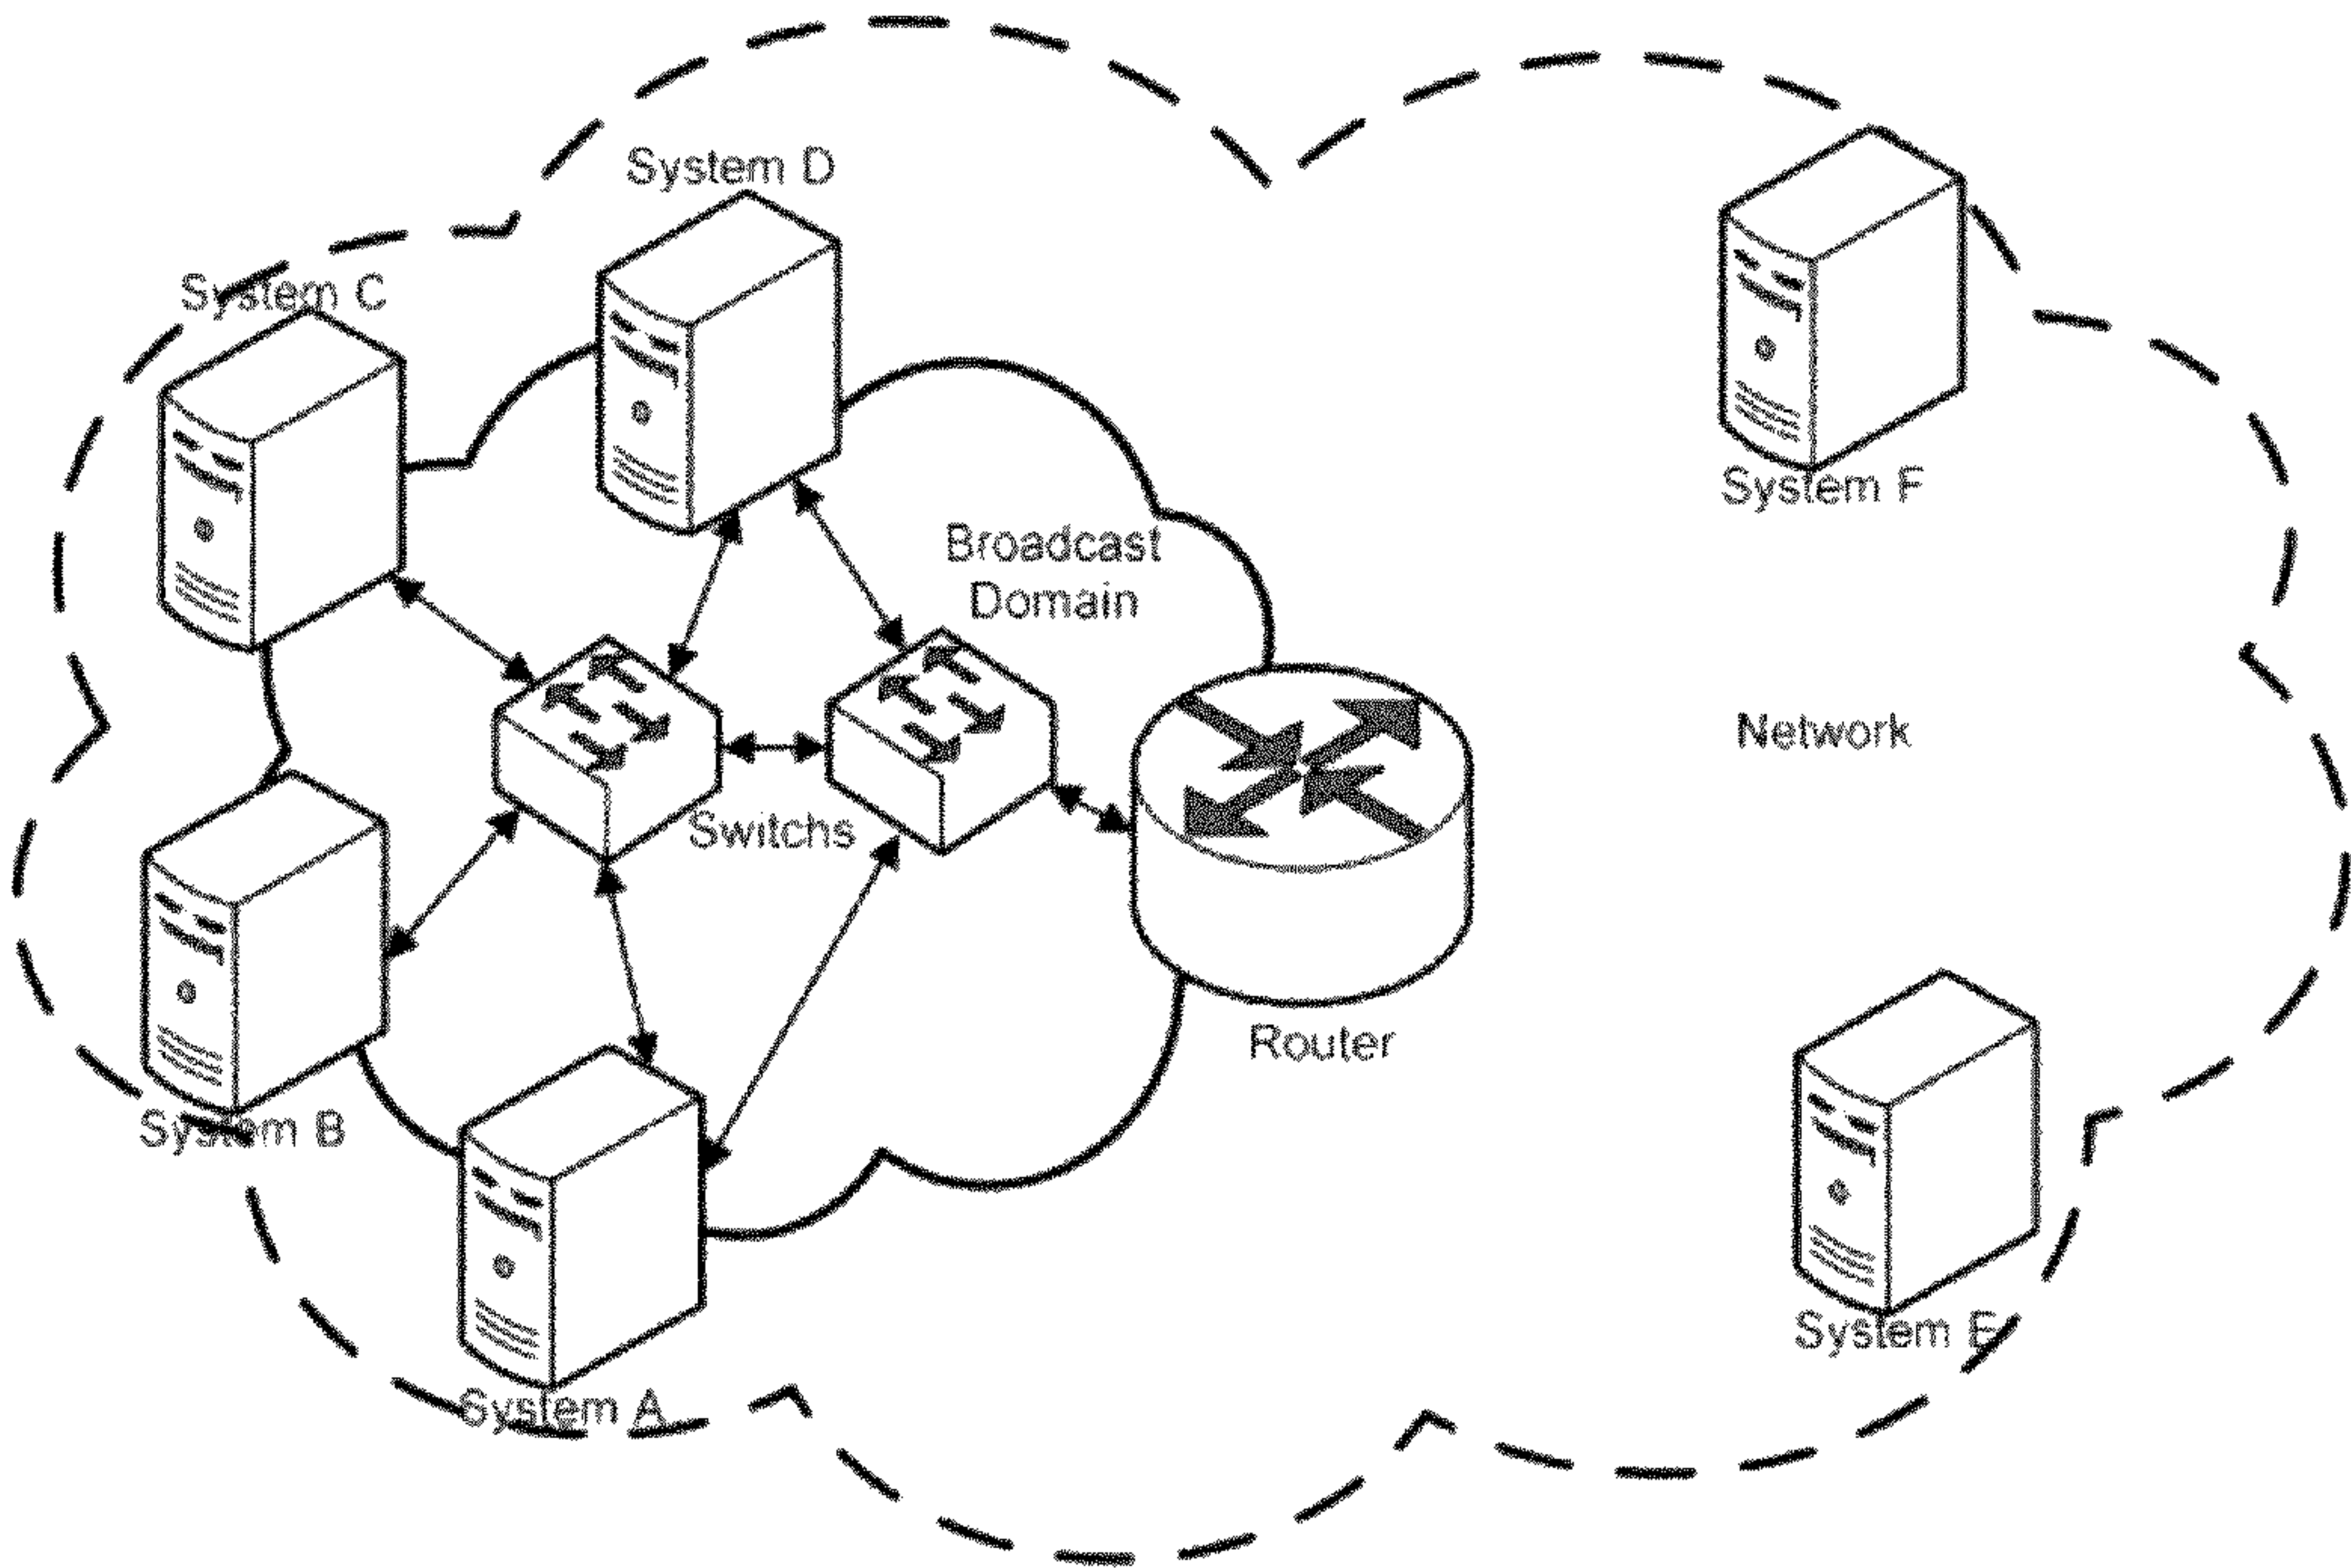 System D
System C
System F
Broadcast
Domain
Network
Switchs
Router
System B
System E
System A